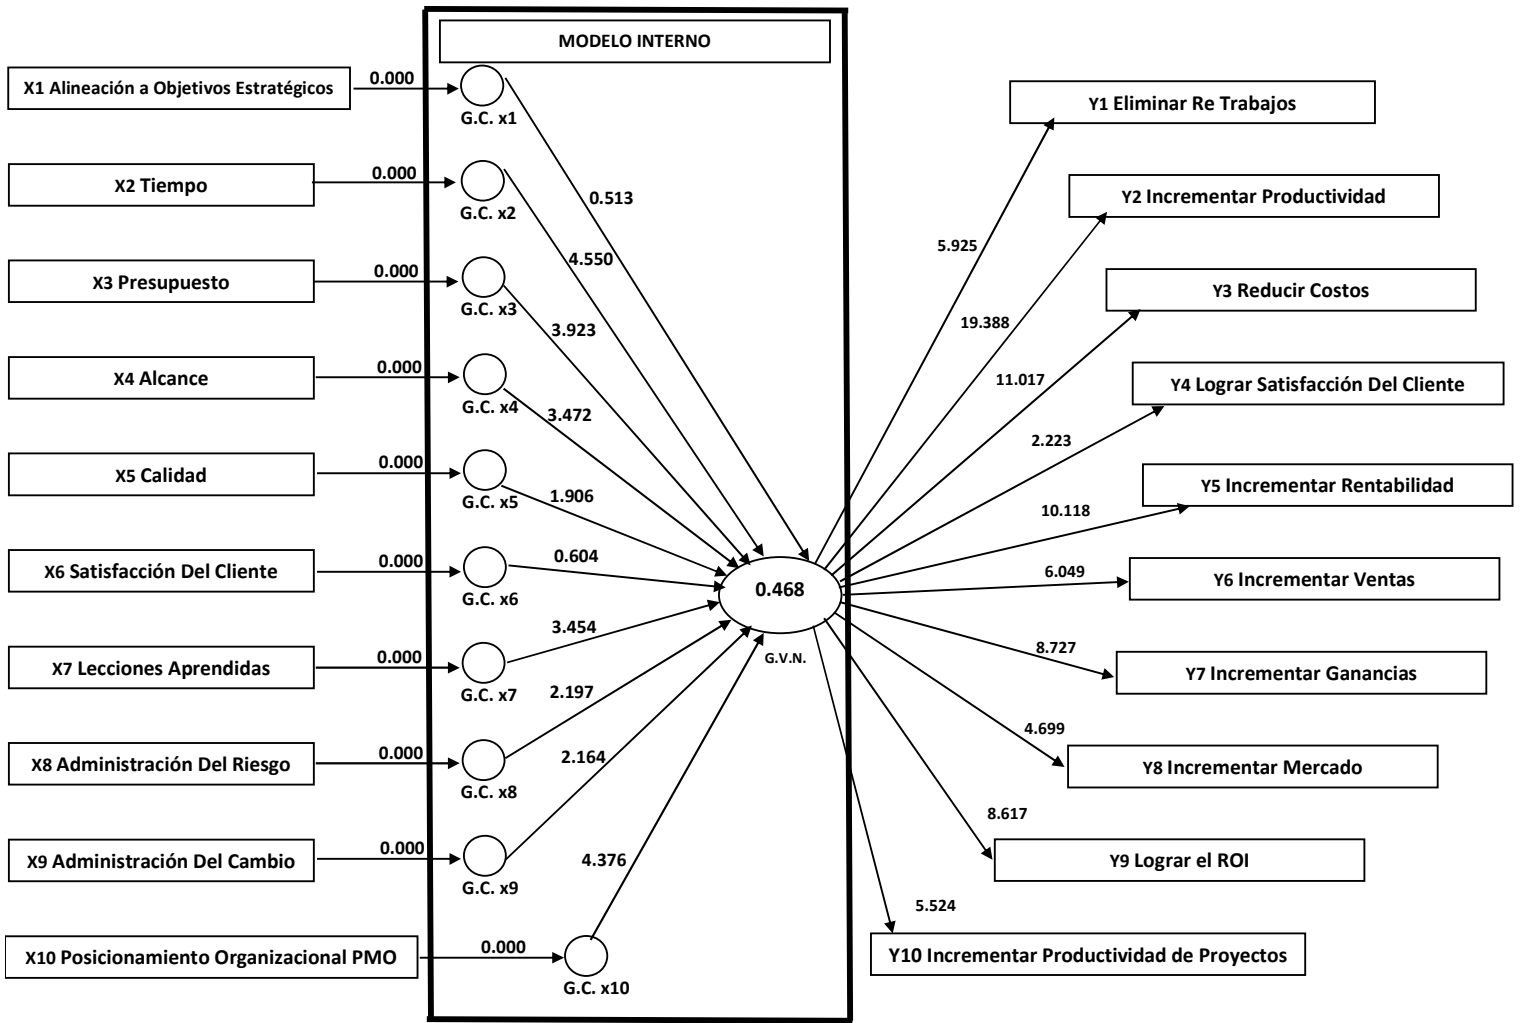 MODELO INTERNO
X1 Alineación a Objetivos Estratégicos
0.000
G.C. x1
X2 Tiempo
0.000
G.C. x2
X3 Presupuesto
0.000
G.C. x3
X4 Alcance
0.000
G.C. x4
X5 Calidad
0.000
G.C. x5
X6 Satisfacción Del Cliente
0.000
G.C. x6
X7 Lecciones Aprendidas
0.000
G.C. x7
X8 Administración Del Riesgo
0.000
G.C. x8
X9 Administración Del Cambio
0.000
G.C. x9
X10 Posicionamiento Organizacional PMO
0.000
G.C. x10
0.513
4.550
3.923
3.472
1.906
0.604
3.454
2.197
2.164
4.376
0.468
G.V.N.
5.925
Y1 Eliminar Re Trabajos
19.388
Y2 Incrementar Productividad
11.017
Y3 Reducir Costos
2.223
Y4 Lograr Satisfacción Del Cliente
10.118
Y5 Incrementar Rentabilidad
6.049
Y6 Incrementar Ventas
8.727
Y7 Incrementar Ganancias
4.699
Y8 Incrementar Mercado
8.617
Y9 Lograr el ROI
5.524
Y10 Incrementar Productividad de Proyectos